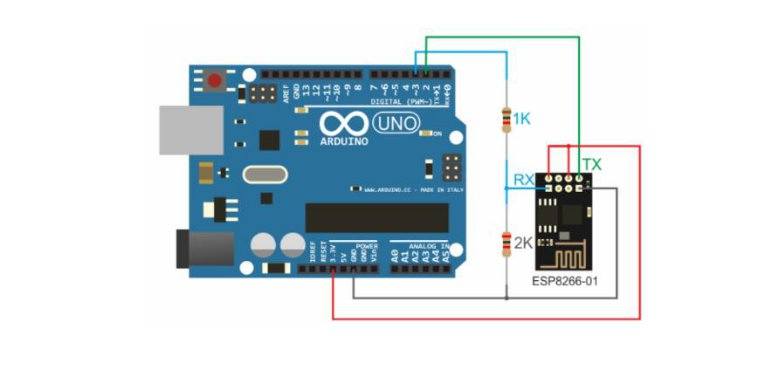 AREF
GND
13
12
~11
~10
~9
8
7
~6
~5
4
~3
2
TX→1
RX←0
DIGITAL (PWM~)
UNO
ARDUINO
ON
WWW.ARDUINO.CC - MADE IN ITALY
1K
TX
RX
2K
ESP8266-01
POWER
ANALOG IN
IOREF
RESET
3.3V
5V
GND
GND
Vin
A0
A1
A2
A3
A4
A5